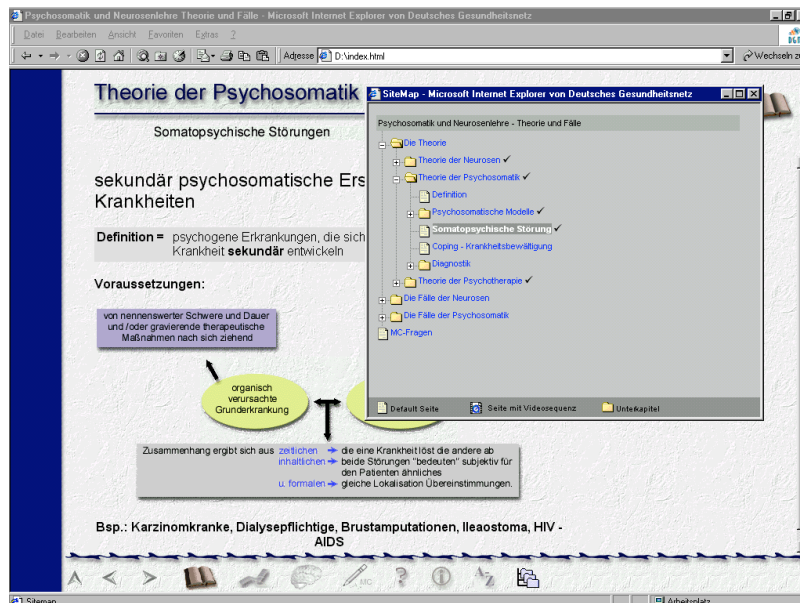 Psychosomatik und Neurosenlehre Theorie und Fälle - Microsoft Internet Explorer von Deutsches Gesundheitsnetz
Datei Bearbeiten Ansicht Favoriten Extras ?
Adresse D:\index.html Wechseln zu
Theorie der Psychosomatik
Somatopsychische Störungen
sekundär psychosomatische Ers
Krankheiten
Definition = psychogene Erkrankungen, die sich
Krankheit sekundär entwickeln
Voraussetzungen:
von nennenswerter Schwere und Dauer
und /oder gravierende therapeutische
Maßnahmen nach sich ziehend
organisch
verursachte
Grunderkrankung
Zusammenhang ergibt sich aus zeitlichen die eine Krankheit löst die andere ab
inhaltlichen beide Störungen "bedeuten" subjektiv für
den Patienten ähnliches
u. formalen gleiche Lokalisation Übereinstimmungen.
Bsp.: Karzinomkranke, Dialysepflichtige, Brustamputationen, Ileaostoma, HIV -
AIDS
SiteMap - Microsoft Internet Explorer von Deutsches Gesundheitsnetz
Psychosomatik und Neurosenlehre - Theorie und Fälle
Die Theorie
Theorie der Neurosen
Theorie der Psychosomatik
Definition
Psychosomatische Modelle
Somatopsychische Störung
Coping - Krankheitsbewältigung
Diagnostik
Theorie der Psychotherapie
Die Fälle der Neurosen
Die Fälle der Psychosomatik
MC-Fragen
Default Seite Seite mit Videosequenz Unterkapitel
MC ? i A-Z
Sitemap Arbeitsplatz